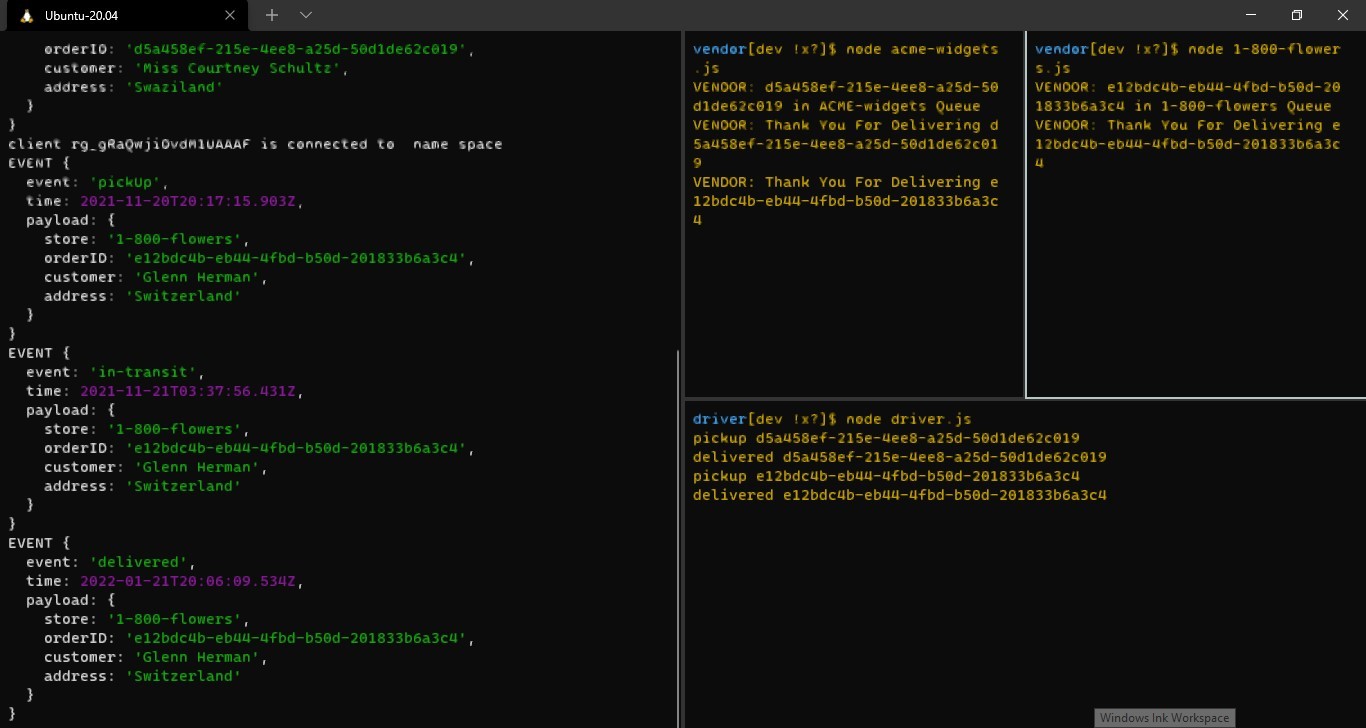 Ubuntu-20.04
orderID: 'd5a458ef-215e-4ee8-a25d-50d1de62c019',
customer: 'Miss Courtney Schultz',
address: 'Swaziland'
}
}
client rg_gRaQwjiOvdM1UAAAF is connected to  name space
EVENT {
event: 'pickUp',
time: 2021-11-20T20:17:15.903Z,
payload: {
store: '1-800-flowers',
orderID: 'e12bdc4b-eb44-4fbd-b50d-201833b6a3c4',
customer: 'Glenn Herman',
address: 'Switzerland'
}
}
EVENT {
event: 'in-transit',
time: 2021-11-21T03:37:56.431Z,
payload: {
store: '1-800-flowers',
orderID: 'e12bdc4b-eb44-4fbd-b50d-201833b6a3c4',
customer: 'Glenn Herman',
address: 'Switzerland'
}
}
EVENT {
event: 'delivered',
time: 2022-01-21T20:06:09.534Z,
payload: {
store: '1-800-flowers',
orderID: 'e12bdc4b-eb44-4fbd-b50d-201833b6a3c4',
customer: 'Glenn Herman',
address: 'Switzerland'
}
}
vendor[dev !x?]$ node acme-widgets
.js
VENDOR: d5a458ef-215e-4ee8-a25d-50
d1de62c019 in ACME-widgets Queue
VENDOR: Thank You For Delivering d
5a458ef-215e-4ee8-a25d-50d1de62c01
9
VENDOR: Thank You For Delivering e
12bdc4b-eb44-4fbd-b50d-201833b6a3c
4
vendor[dev !x?]$ node 1-800-flower
s.js
VENDOR: e12bdc4b-eb44-4fbd-b50d-20
1833b6a3c4 in 1-800-flowers Queue
VENDOR: Thank You For Delivering e
12bdc4b-eb44-4fbd-b50d-201833b6a3c
4
driver[dev !x?]$ node driver.js
pickup d5a458ef-215e-4ee8-a25d-50d1de62c019
delivered d5a458ef-215e-4ee8-a25d-50d1de62c019
pickup e12bdc4b-eb44-4fbd-b50d-201833b6a3c4
delivered e12bdc4b-eb44-4fbd-b50d-201833b6a3c4
Windows Ink Workspace